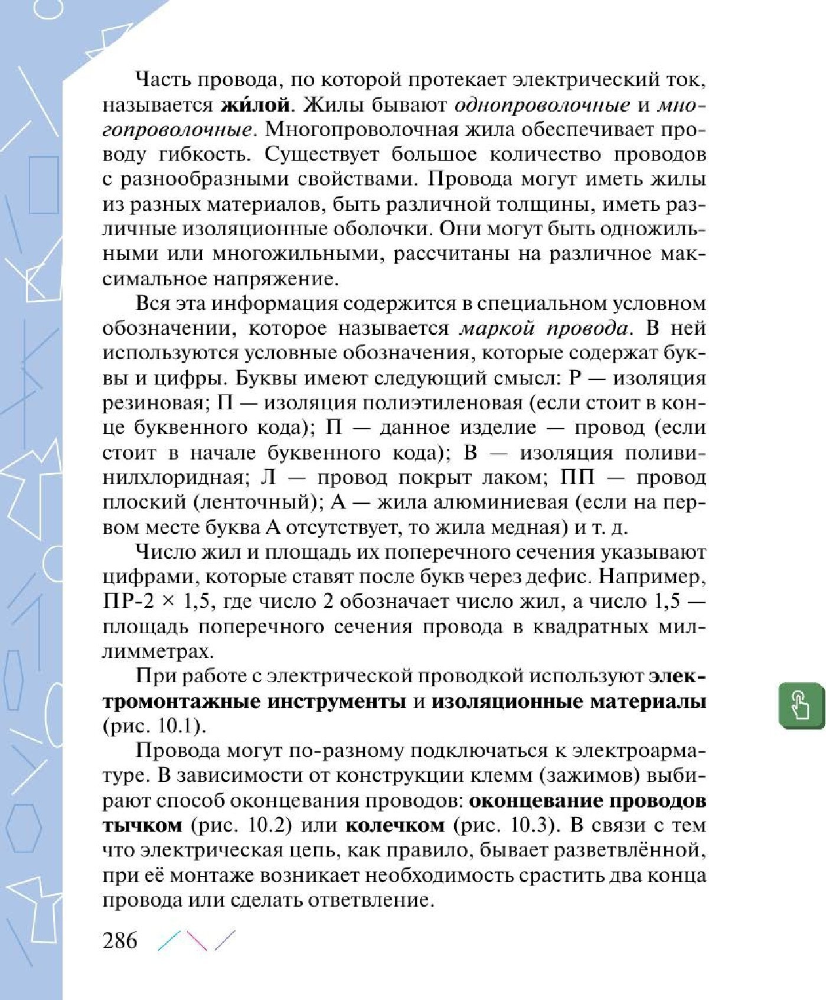 Часть провода, по которой протекает электрический ток,
называется жи́лой. Жилы бывают однопроволочные и мно-
гопроволочные. Многопроволочная жила обеспечивает про-
воду гибкость. Существует большое количество проводов
с разнообразными свойствами. Провода могут иметь жилы
из разных материалов, быть различной толщины, иметь раз-
личные изоляционные оболочки. Они могут быть одножиль-
ными или многожильными, рассчитаны на различное мак-
симальное напряжение.
Вся эта информация содержится в специальном условном
обозначении, которое называется маркой провода. В ней
используются условные обозначения, которые содержат бук-
вы и цифры. Буквы имеют следующий смысл: Р — изоляция
резиновая; П — изоляция полиэтиленовая (если стоит в кон-
це буквенного кода); П — данное изделие — провод (если
стоит в начале буквенного кода); В — изоляция поливи-
нилхлоридная; Л — провод покрыт лаком; ПП — провод
плоский (ленточный); А — жила алюминиевая (если на пер-
вом месте буква А отсутствует, то жила медная) и т. д.
Число жил и площадь их поперечного сечения указывают
цифрами, которые ставят после букв через дефис. Например,
ПР-2 × 1,5, где число 2 обозначает число жил, а число 1,5 —
площадь поперечного сечения провода в квадратных мил-
лимметрах.
При работе с электрической проводкой используют элек-
тромонтажные инструменты и изоляционные материалы
(рис. 10.1).
Провода могут по-разному подключаться к электроарма-
туре. В зависимости от конструкции клемм (зажимов) выби-
рают способ оконцевания проводов: оконцевание проводов
тычком (рис. 10.2) или колечком (рис. 10.3). В связи с тем
что электрическая цепь, как правило, бывает разветвлённой,
при её монтаже возникает необходимость срастить два конца
провода или сделать ответвление.
286